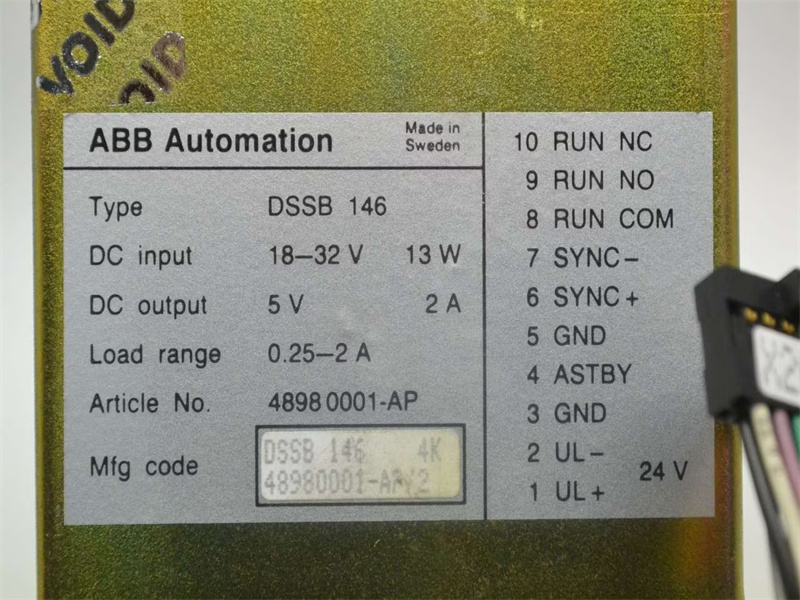 VOID
OID
ABB Automation
Made in
Sweden
Type DSSB 146
DC input 18–32 V 13 W
DC output 5 V 2 A
Load range 0.25–2 A
Article No. 48980001-AP
Mfg code
DSSB 146 4K
48980001-AP/2
10 RUN NC
9 RUN NO
8 RUN COM
7 SYNC–
6 SYNC+
5 GND
4 ASTBY
3 GND
2 UL–
1 UL+
24 V